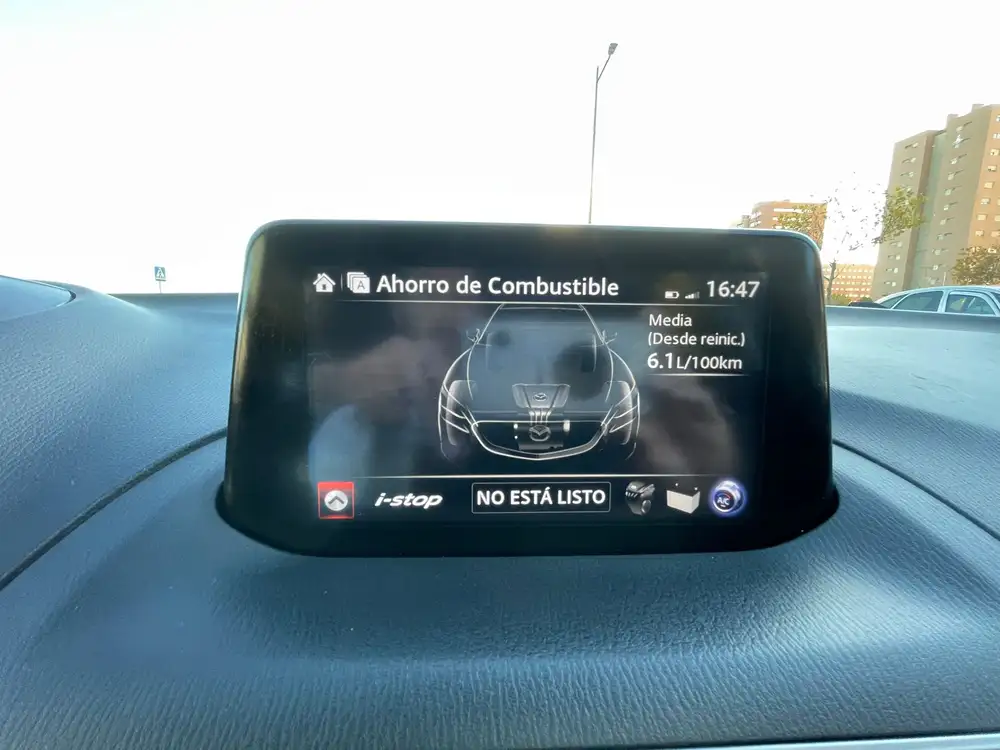 Ahorro de Combustible
16:47
Media
(Desde reinic.)
6.1L/100km
i-stop
NO ESTÁ LISTO
A/C